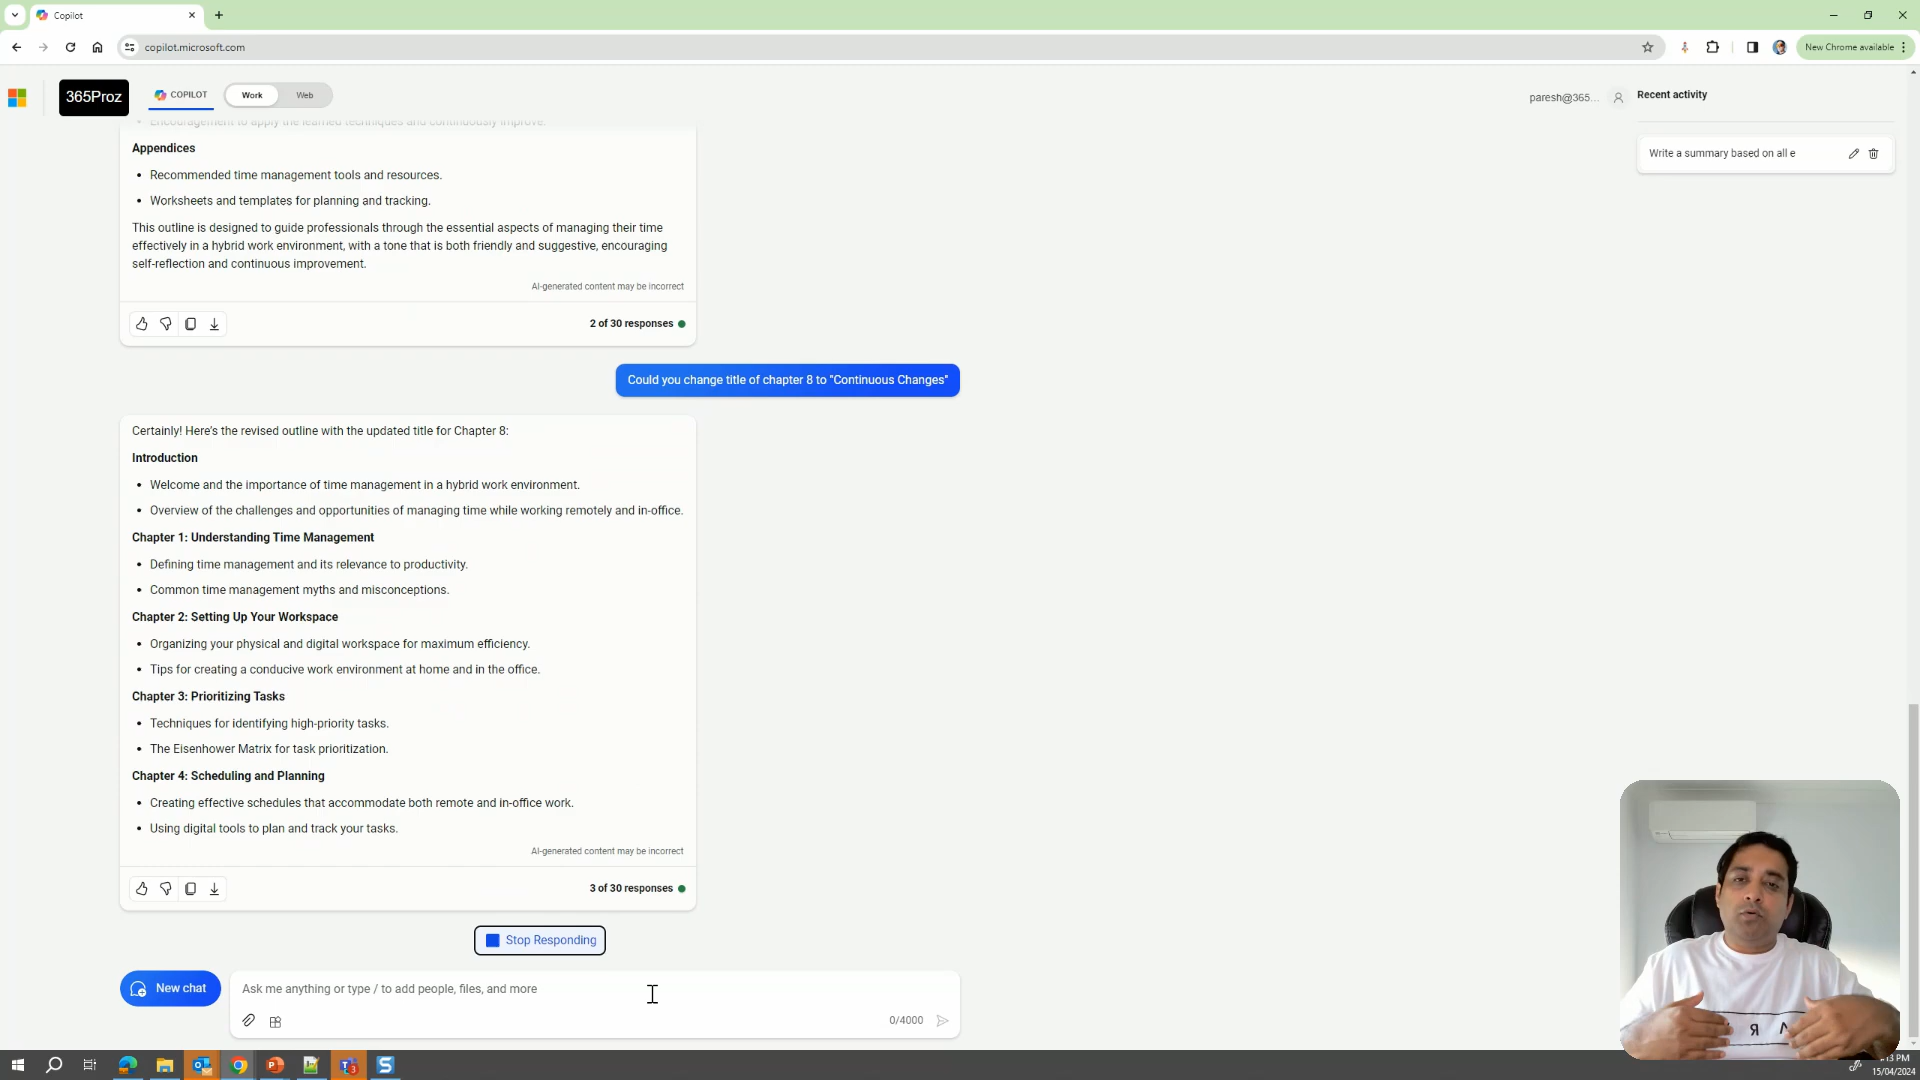 Copilot
copilot.microsoft.com
New Chrome available
365Proz
COPILOT
Work
Web
paresh@365...
Recent activity
Write a summary based on all e
Encouragement to apply the learned techniques and continuously improve.
Appendices
Recommended time management tools and resources.
Worksheets and templates for planning and tracking.
This outline is designed to guide professionals through the essential aspects of managing their time
effectively in a hybrid work environment, with a tone that is both friendly and suggestive, encouraging
self-reflection and continuous improvement.
AI-generated content may be incorrect
2 of 30 responses
Could you change title of chapter 8 to "Continuous Changes"
Certainly! Here's the revised outline with the updated title for Chapter 8:
Introduction
Welcome and the importance of time management in a hybrid work environment.
Overview of the challenges and opportunities of managing time while working remotely and in-office.
Chapter 1: Understanding Time Management
Defining time management and its relevance to productivity.
Common time management myths and misconceptions.
Chapter 2: Setting Up Your Workspace
Organizing your physical and digital workspace for maximum efficiency.
Tips for creating a conducive work environment at home and in the office.
Chapter 3: Prioritizing Tasks
Techniques for identifying high-priority tasks.
The Eisenhower Matrix for task prioritization.
Chapter 4: Scheduling and Planning
Creating effective schedules that accommodate both remote and in-office work.
Using digital tools to plan and track your tasks.
AI-generated content may be incorrect
3 of 30 responses
Stop Responding
New chat
Ask me anything or type / to add people, files, and more
0/4000
15/04/2024